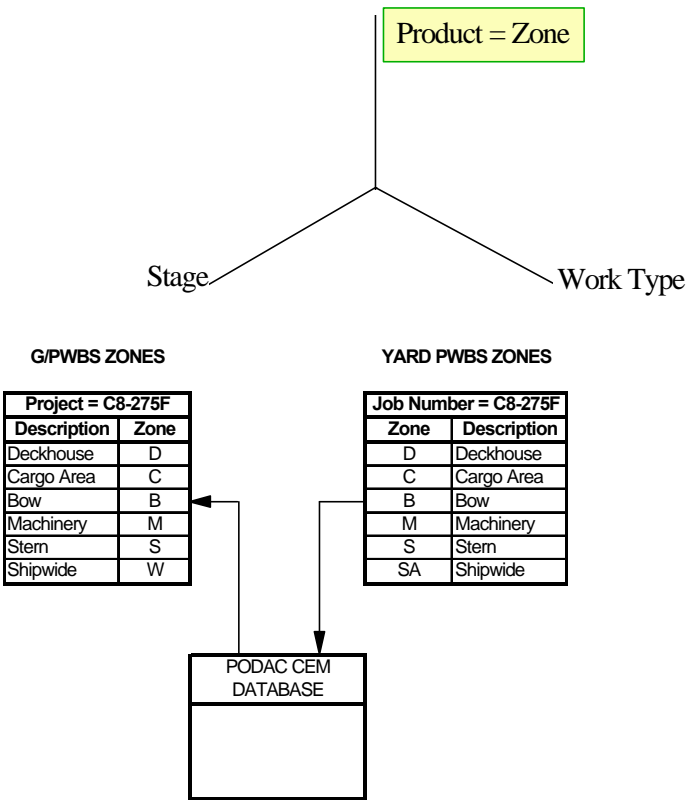 Product = Zone
Stage
Work Type
G/PWBS ZONES
Project = C8-275F
Description Zone
Deckhouse D
Cargo Area C
Bow B
Machinery M
Stern S
Shipwide W
YARD PWBS ZONES
Job Number = C8-275F
Zone Description
D Deckhouse
C Cargo Area
B Bow
M Machinery
S Stern
SA Shipwide
PODAC CEM
DATABASE